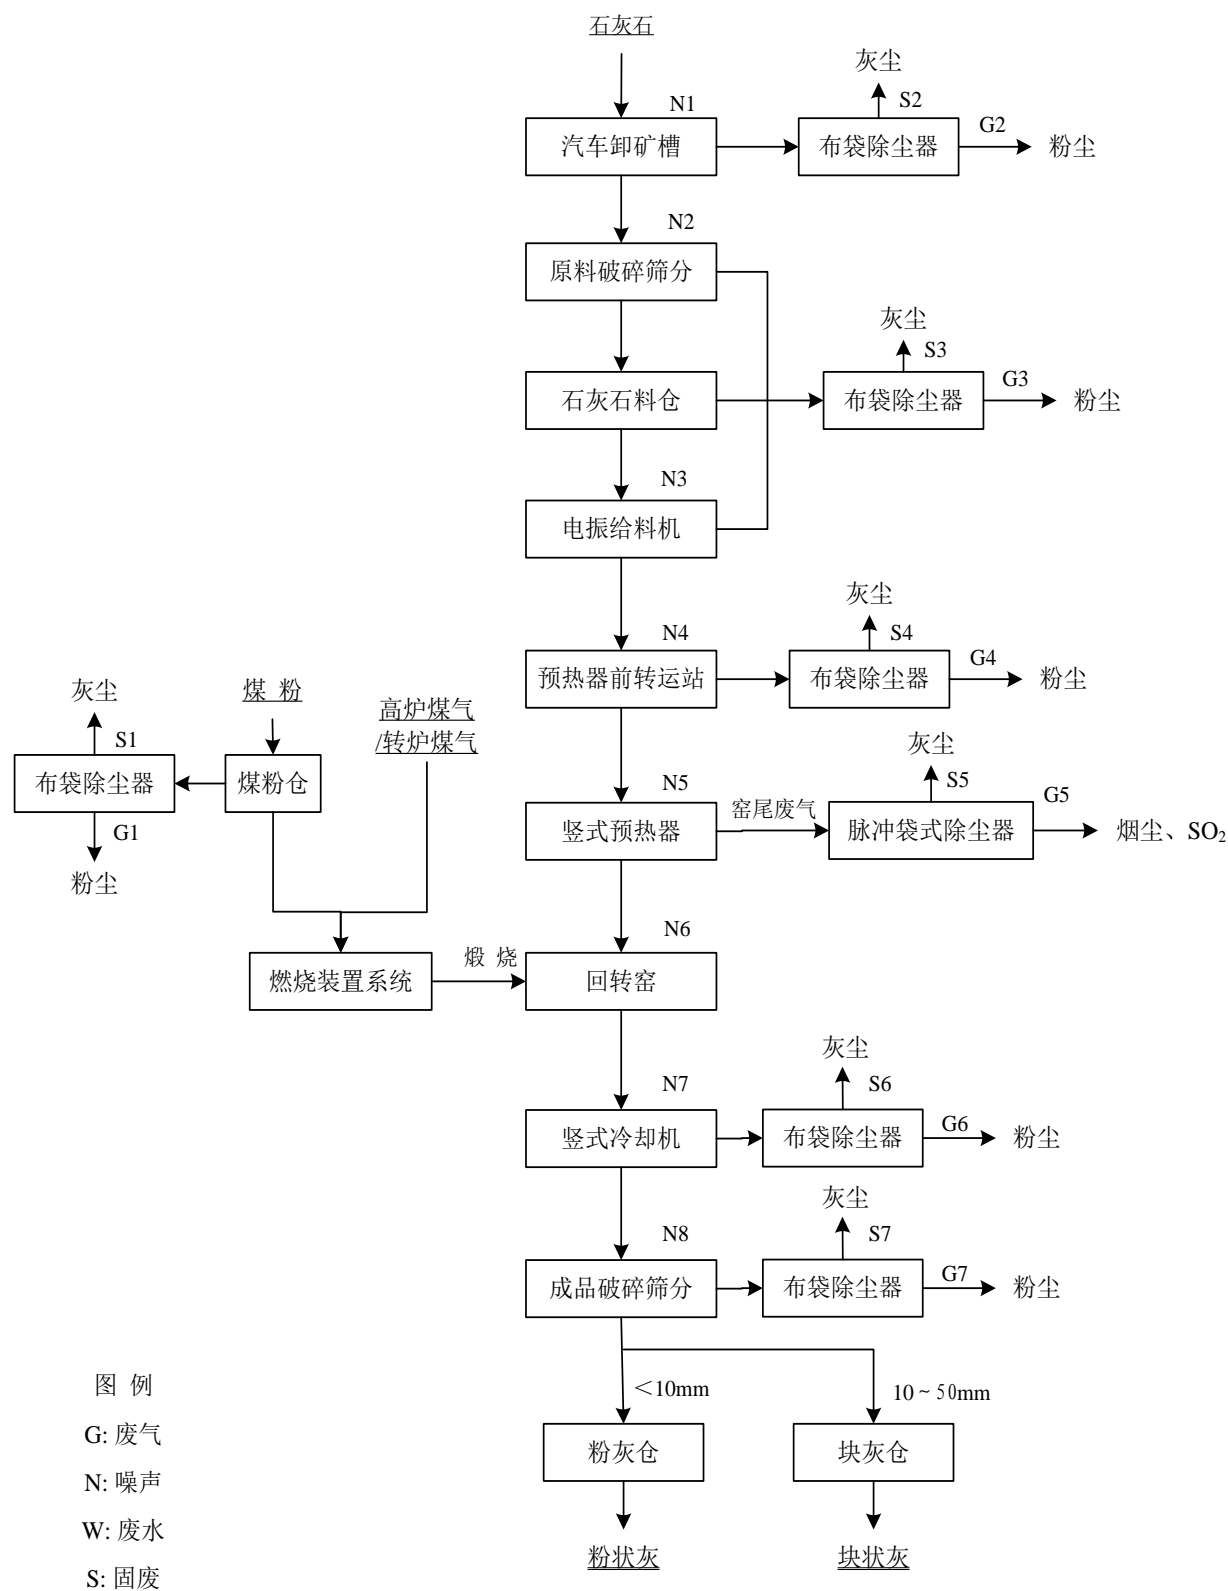 石灰石
灰尘
N1
S2
G2
汽车卸矿槽
布袋除尘器
粉尘
N2
原料破碎筛分
灰尘
S3
G3
石灰石料仓
布袋除尘器
粉尘
N3
电振给料机
灰尘
N4
S4
G4
预热器前转运站
布袋除尘器
粉尘
灰尘
煤 粉
高炉煤气
/转炉煤气
S1
布袋除尘器
煤粉仓
G1
粉尘
灰尘
N5
S5
G5
窑尾废气
竖式预热器
脉冲袋式除尘器
烟尘、SO₂
N6
煅 烧
燃烧装置系统
回转窑
灰尘
N7
S6
G6
竖式冷却机
布袋除尘器
粉尘
灰尘
N8
S7
G7
成品破碎筛分
布袋除尘器
粉尘
<10mm
10～50mm
粉灰仓
块灰仓
粉状灰
块状灰
图 例
G: 废气
N: 噪声
W: 废水
S: 固废